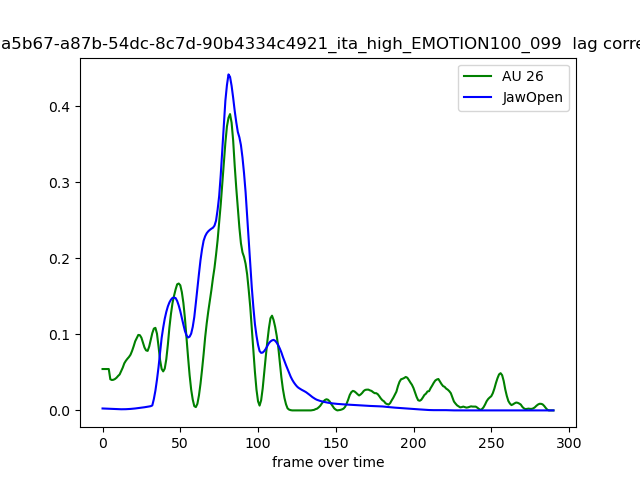 a5b67-a87b-54dc-8c7d-90b4334c4921_ita_high_EMOTION100_099 lag corre
AU 26
JawOpen
0.4
0.3
0.2
0.1
0.0
0 50 100 150 200 250 300
frame over time